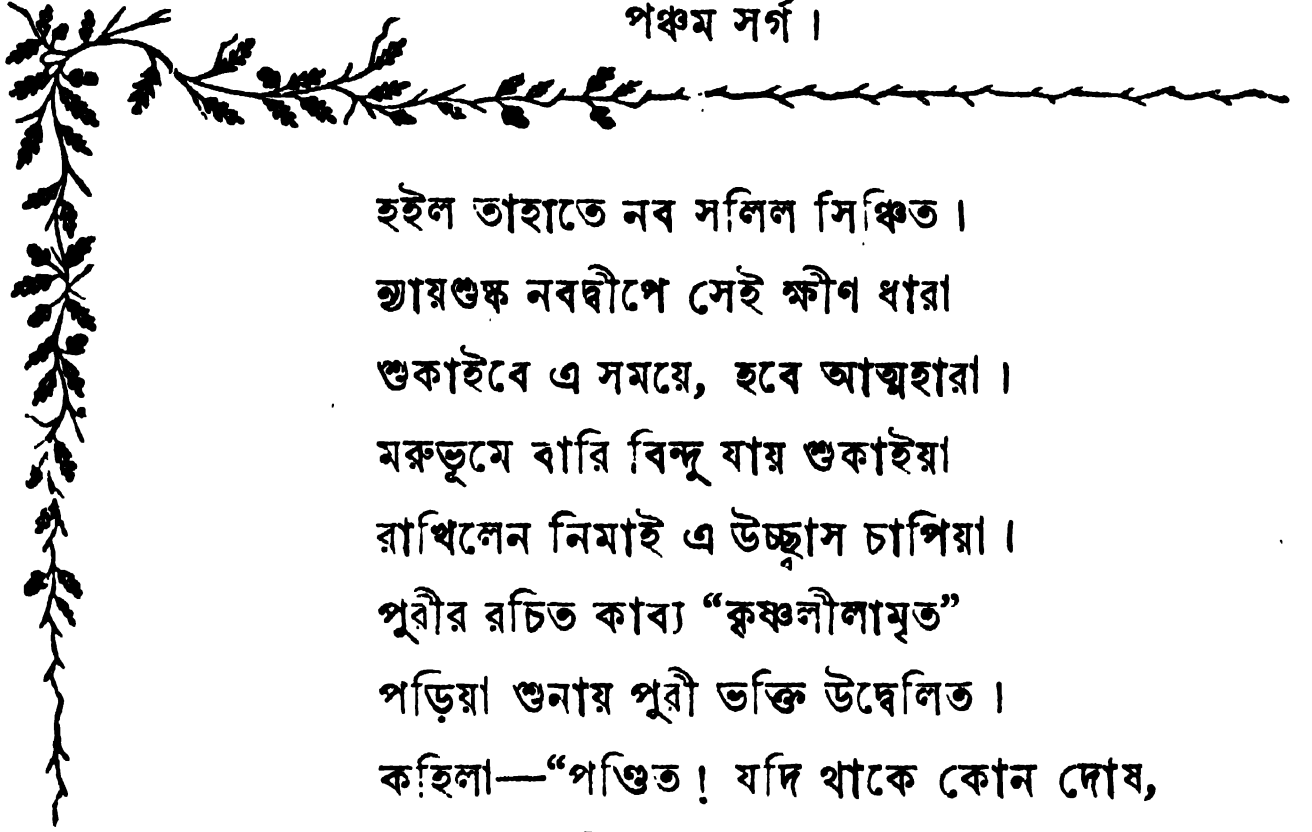 পঞ্চম সর্গ।
হইল তাহাতে নব সলিল সিঞ্চিত।
ন্যায়শুষ্ক নবদ্বীপে সেই ক্ষীণ ধারা
শুকাইবে এ সময়ে, হবে আত্মহারা।
মরুভূমে বারি বিন্দু যায় শুকাইয়া
রাখিলেন নিমাই এ উচ্ছ্বাস চাপিয়া।
পুরীর রচিত কাব্য “কৃষ্ণলীলামৃত”
পড়িয়া শুনায় পুরী ভক্তি উদ্বেলিত।
কহিলা—“পণ্ডিত! যদি থাকে কোন দোষ,